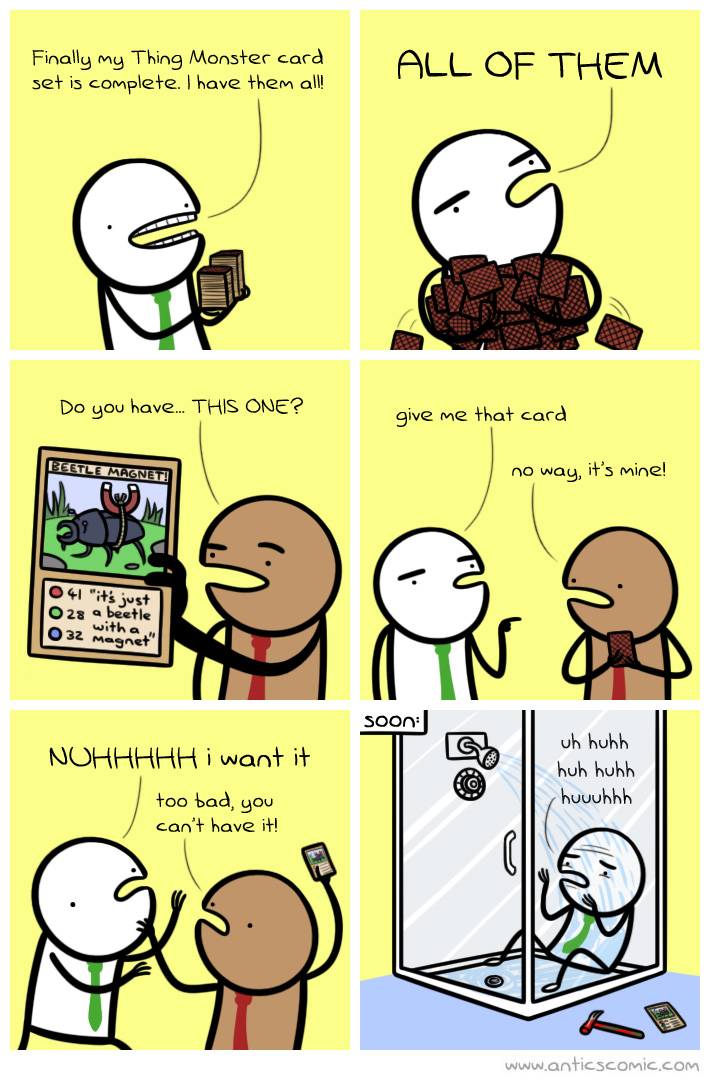 Finally my Thing Monster card
set is complete. I have them all!
ALL OF THEM
Do you have... THIS ONE?
BEETLE MAGNET!
41 "it's just
28 a beetle
with a
32 magnet"
give me that card
no way, it's mine!
NUHHHHH i want it
too bad, you
can't have it!
soon:
uh huhh
huh huhh
huuuhhh
www.anticscomic.com